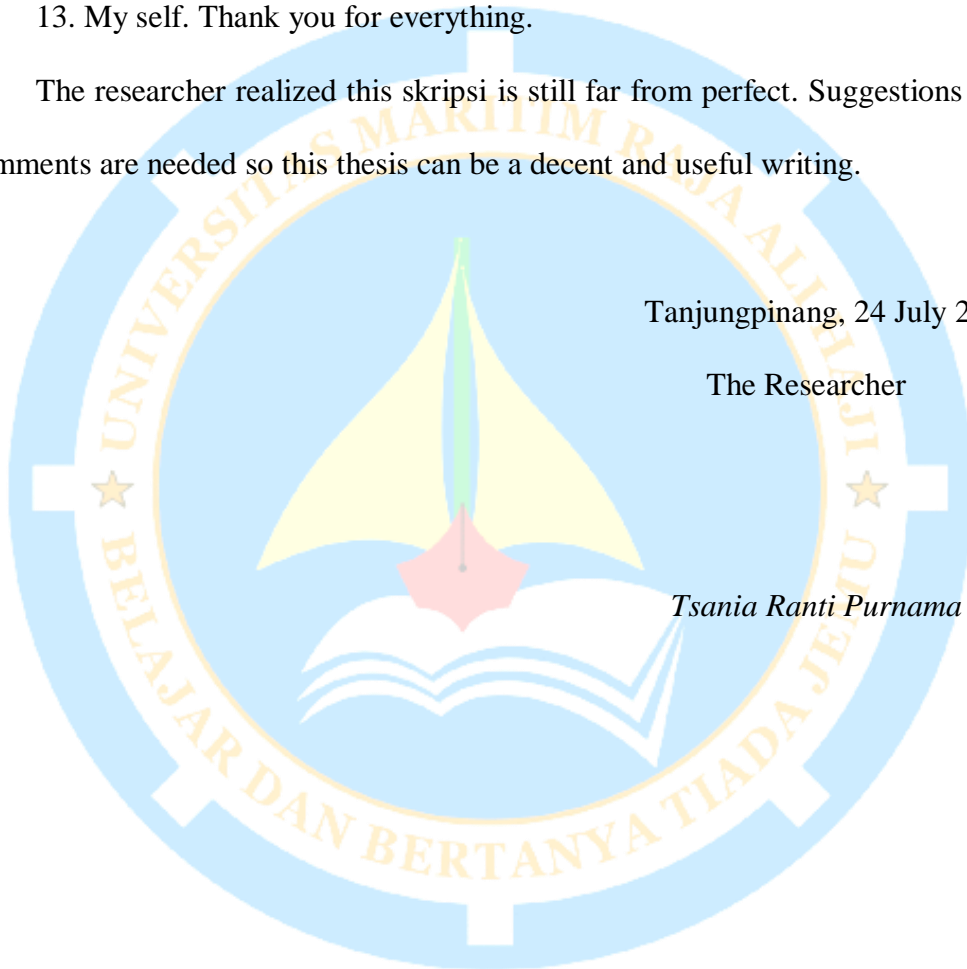 13. My self. Thank you for everything.
The researcher realized this skripsi is still far from perfect. Suggestions
mments are needed so this thesis can be a decent and useful writing.
Tanjungpinang, 24 July 2
The Researcher
Tsania Ranti Purnama
UNIVERSITAS MARITIM RAJA ALI HAJI
BELAJAR DAN BERTANYA TIADA JEMU